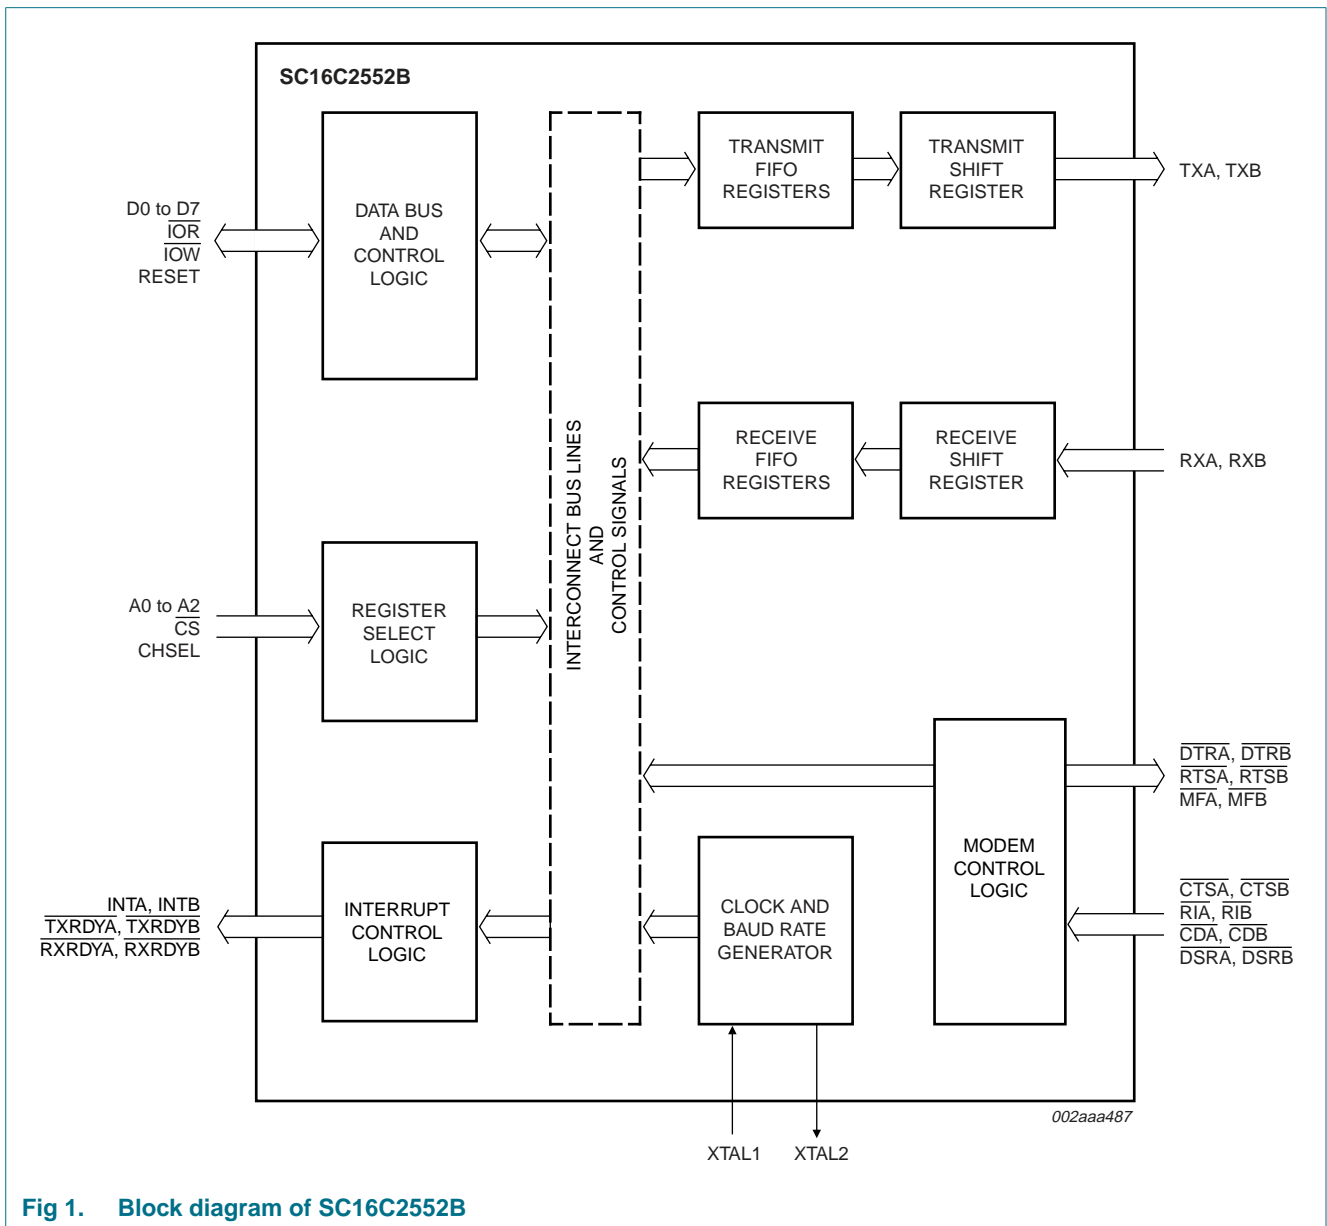 SC16C2552B
D0 to D7
IOR
IOW
RESET
DATA BUS
AND
CONTROL
LOGIC
TRANSMIT
FIFO
REGISTERS
TRANSMIT
SHIFT
REGISTER
TXA, TXB
INTERCONNECT BUS LINES
AND
CONTROL SIGNALS
RECEIVE
FIFO
REGISTERS
RECEIVE
SHIFT
REGISTER
RXA, RXB
A0 to A2
CS
CHSEL
REGISTER
SELECT
LOGIC
DTRA, DTRB
RTSA, RTSB
MFA, MFB
MODEM
CONTROL
LOGIC
CTSA, CTSB
RIA, RIB
CDA, CDB
DSRA, DSRB
INTA, INTB
TXRDYA, TXRDYB
RXRDYA, RXRDYB
INTERRUPT
CONTROL
LOGIC
CLOCK AND
BAUD RATE
GENERATOR
XTAL1
XTAL2
002aaa487
Fig 1. Block diagram of SC16C2552B